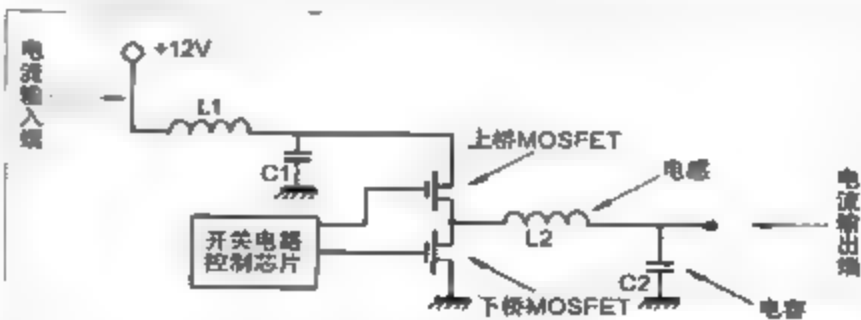 电流输入端
+12V
L1
C1
上桥MOSFET
电感
电流输出端
开关电路
控制芯片
L2
C2
下桥MOSFET
电容